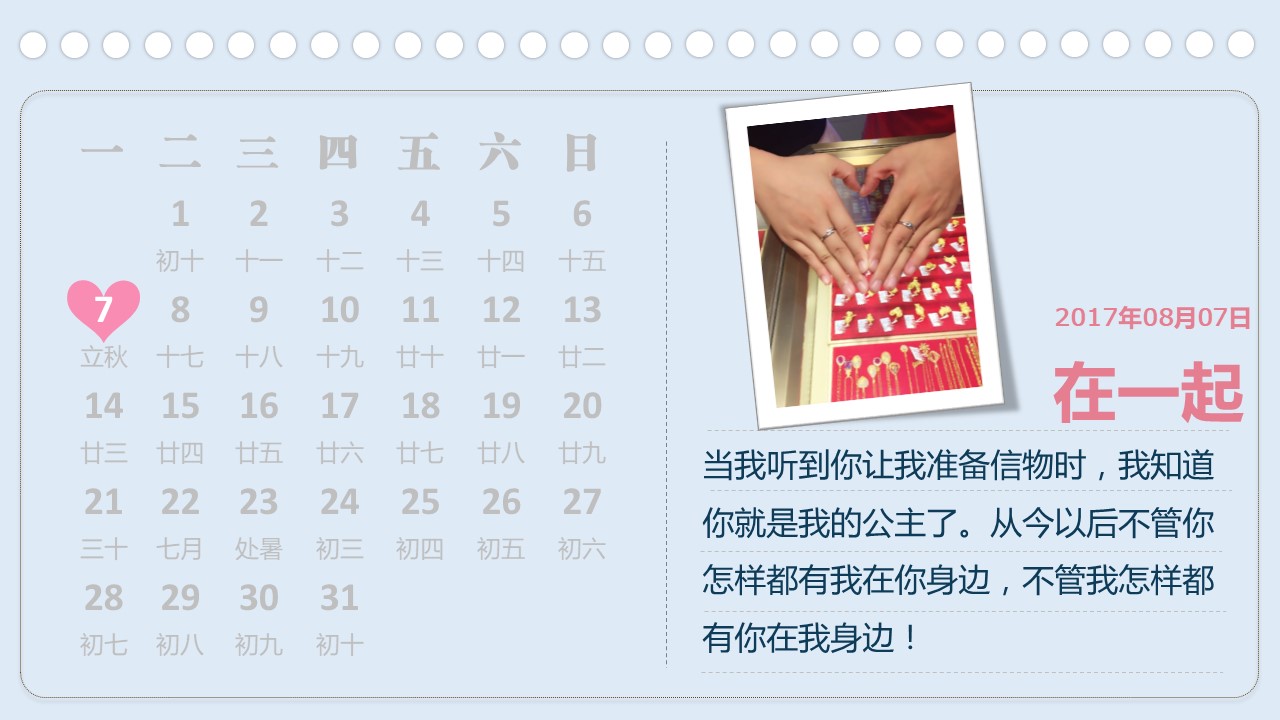 一 二 三 四 五 六 日
1 2 3 4 5 6
初十 十一 十二 十三 十四 十五
7 8 9 10 11 12 13
立秋 十七 十八 十九 廿十 廿一 廿二
14 15 16 17 18 19 20
廿三 廿四 廿五 廿六 廿七 廿八 廿九
21 22 23 24 25 26 27
三十 七月 处暑 初三 初四 初五 初六
28 29 30 31
初七 初八 初九 初十
2017年08月07日
在一起
当我听到你让我准备信物时，我知道
你就是我的公主了。从今以后不管你
怎样都有我在你身边，不管我怎样都
有你在我身边！